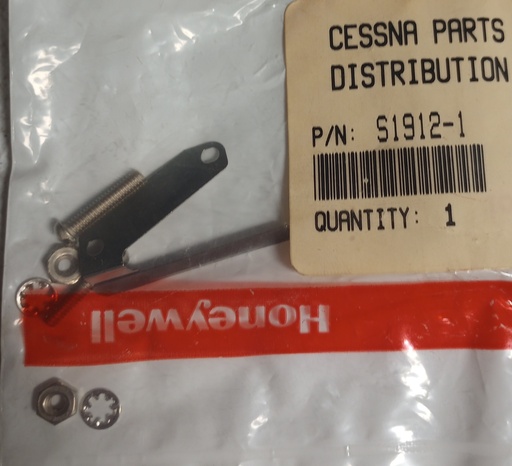 CESSNA PARTS
DISTRIBUTION
P/N: S1912-1
QUANTITY: 1
Honeywell